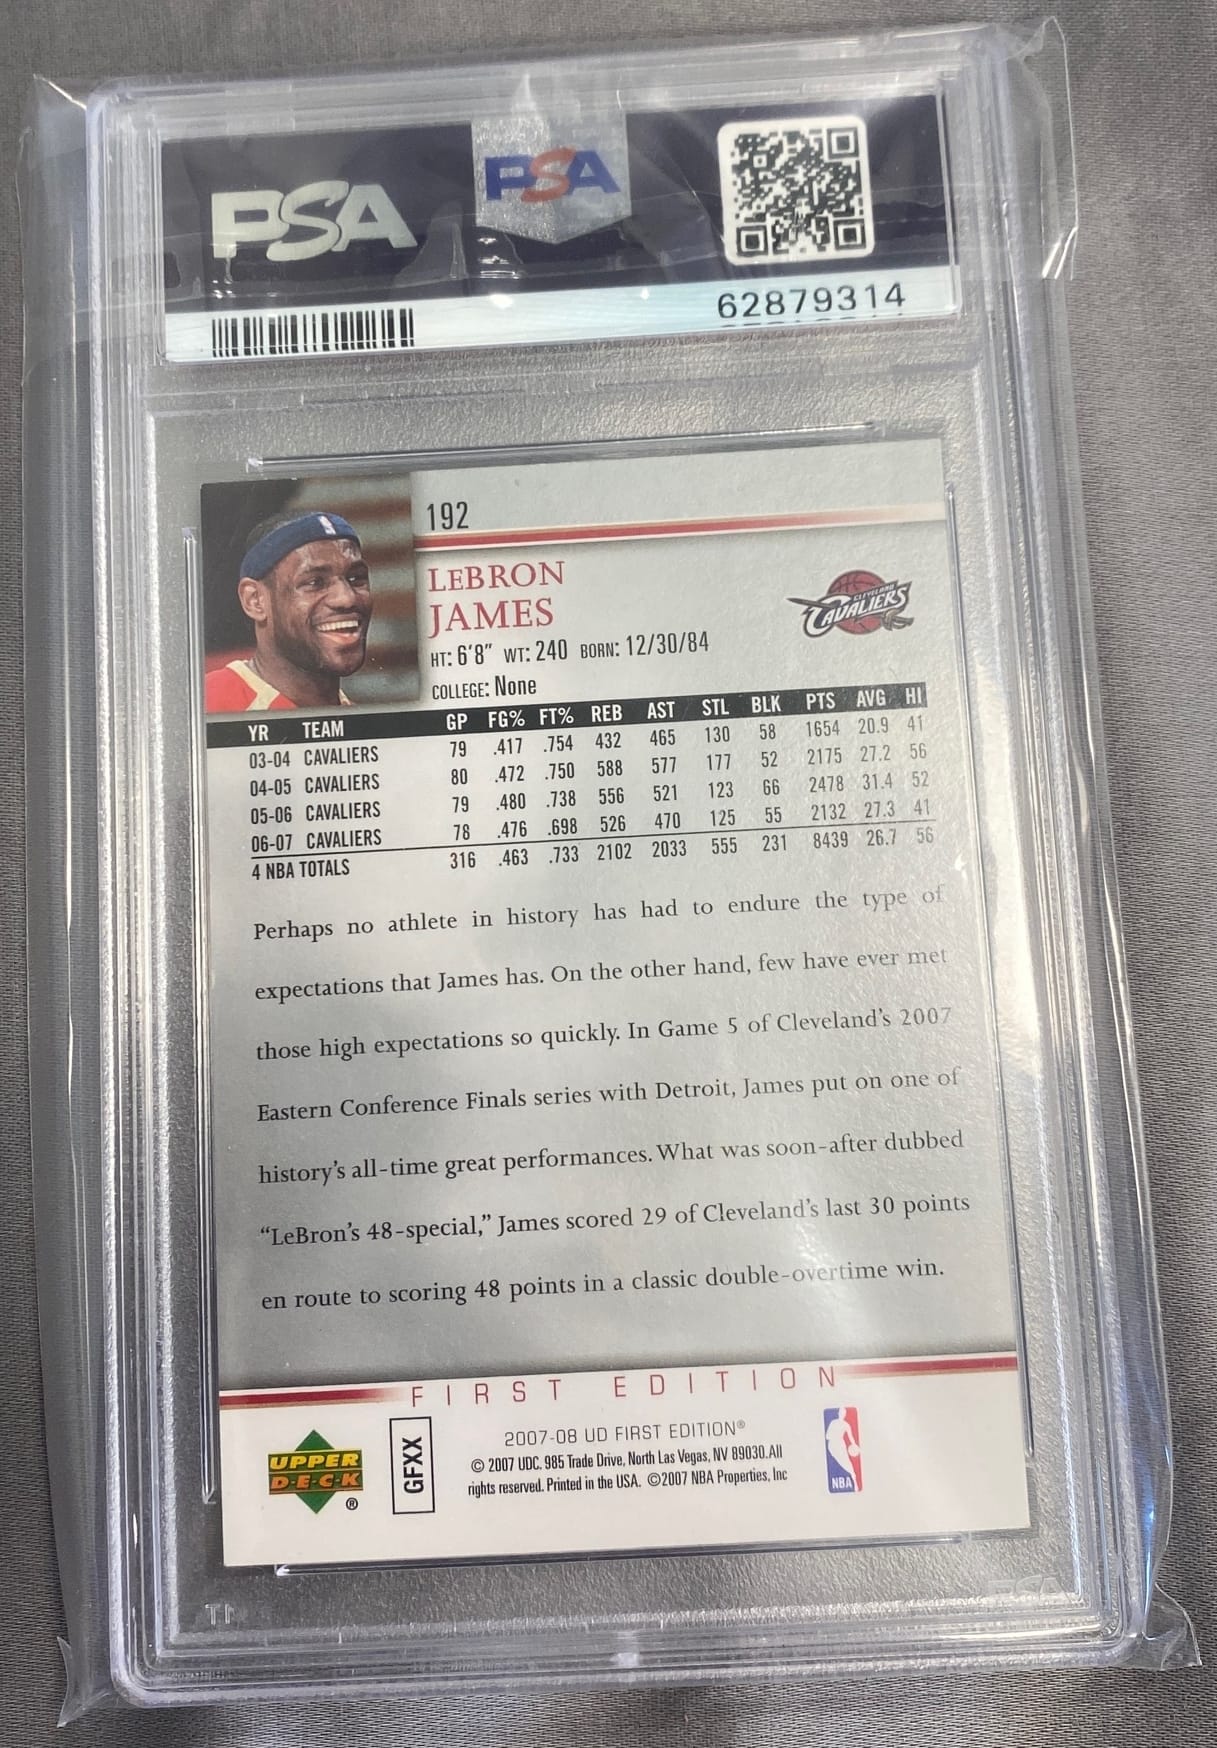 PSA
PSA
62879314
192
LEBRON
JAMES
CAVALIERS
HT: 6'8" WT: 240 BORN: 12/30/84
COLLEGE: None
YR TEAM GP FG% FT% REB AST STL BLK PTS AVG HI
03-04 CAVALIERS 79 .417 .754 432 465 130 58 1654 20.9 41
04-05 CAVALIERS 80 .472 .750 588 577 177 52 2175 27.2 56
05-06 CAVALIERS 79 .480 .738 556 521 123 66 2478 31.4 52
06-07 CAVALIERS 78 .476 .698 526 470 125 55 2132 27.3 41
4 NBA TOTALS 316 .463 .733 2102 2033 555 231 8439 26.7 56
Perhaps no athlete in history has had to endure the type of
expectations that James has. On the other hand, few have ever met
those high expectations so quickly. In Game 5 of Cleveland's 2007
Eastern Conference Finals series with Detroit, James put on one of
history's all-time great performances. What was soon-after dubbed
“LeBron's 48-special,” James scored 29 of Cleveland's last 30 points
en route to scoring 48 points in a classic double-overtime win.
FIRST EDITION
UPPER
D·E·C·K
®
GFXX
2007-08 UD FIRST EDITION®
© 2007 UDC. 985 Trade Drive, North Las Vegas, NV 89030. All
rights reserved. Printed in the USA. ©2007 NBA Properties, Inc
NBA